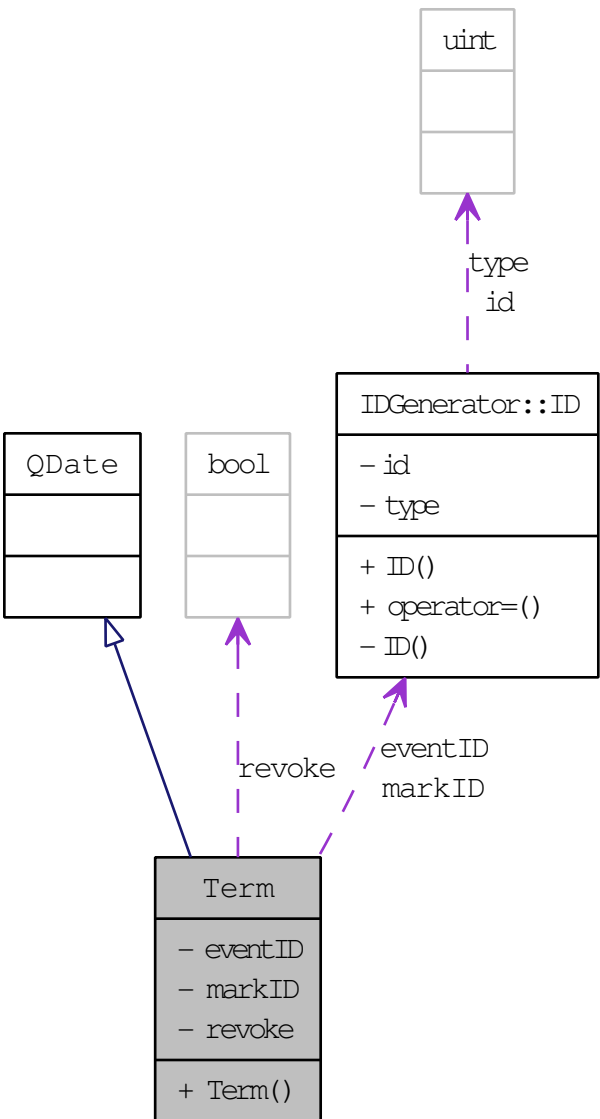 uint
type
id
IDGenerator::ID
- id
- type
+ ID()
+ operator=()
- ID()
QDate
bool
revoke
eventID
markID
Term
- eventID
- markID
- revoke
+ Term()